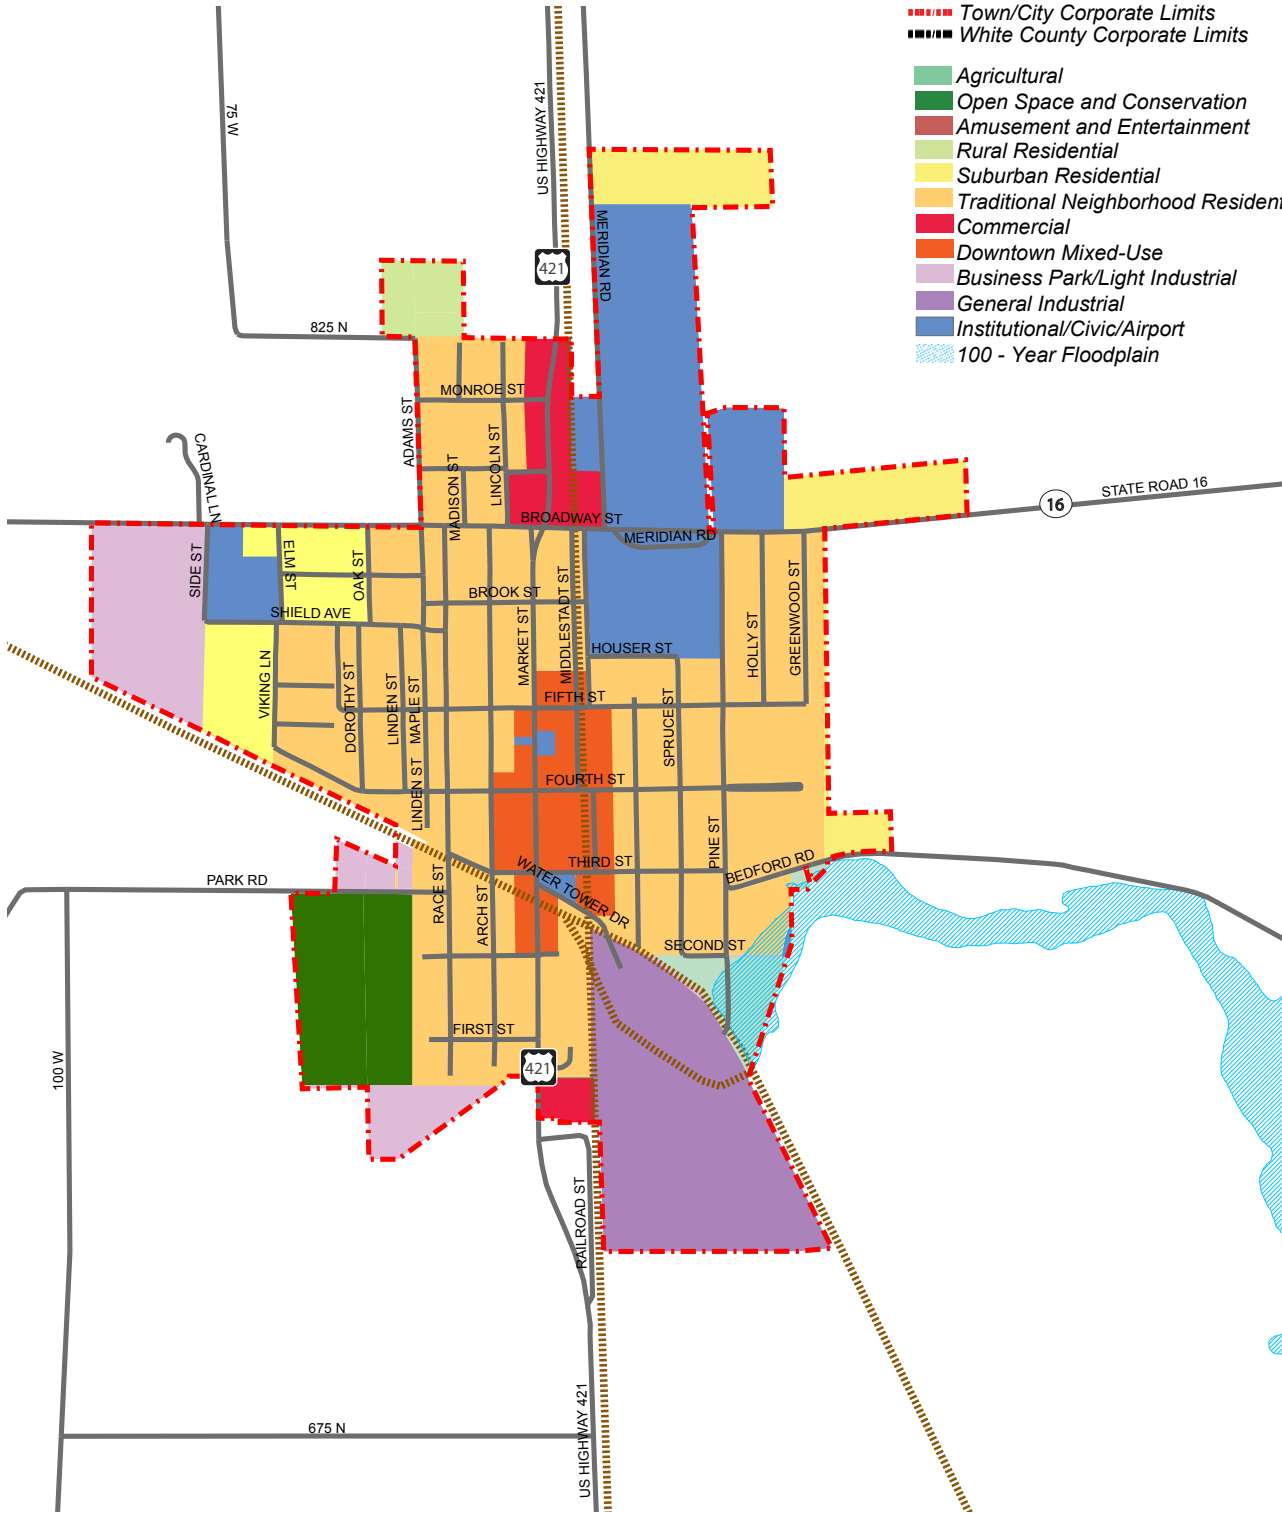 Town/City Corporate Limits
White County Corporate Limits
Agricultural
Open Space and Conservation
Amusement and Entertainment
Rural Residential
Suburban Residential
Traditional Neighborhood Resident
Commercial
Downtown Mixed-Use
Business Park/Light Industrial
General Industrial
Institutional/Civic/Airport
100 - Year Floodplain
75 W
US HIGHWAY 421
MERIDIAN RD
421
825 N
MONROE ST
ADAMS ST
LINCOLN ST
MADISON ST
CARDINAL LN
STATE ROAD 16
16
BROADWAY ST
MERIDIAN RD
SIDE ST
ELM ST
OAK ST
BROOK ST
SHIELD AVE
MARKET ST
MIDDLESTADT ST
HOUSER ST
HOLLY ST
GREENWOOD ST
VIKING LN
DOROTHY ST
LINDEN ST
MAPLE ST
FIFTH ST
SPRUCE ST
FOURTH ST
LINDEN ST
PINE ST
THIRD ST
BEDFORD RD
WATER TOWER DR
PARK RD
RACE ST
ARCH ST
SECOND ST
FIRST ST
421
100 W
RAILROAD ST
675 N
US HIGHWAY 421